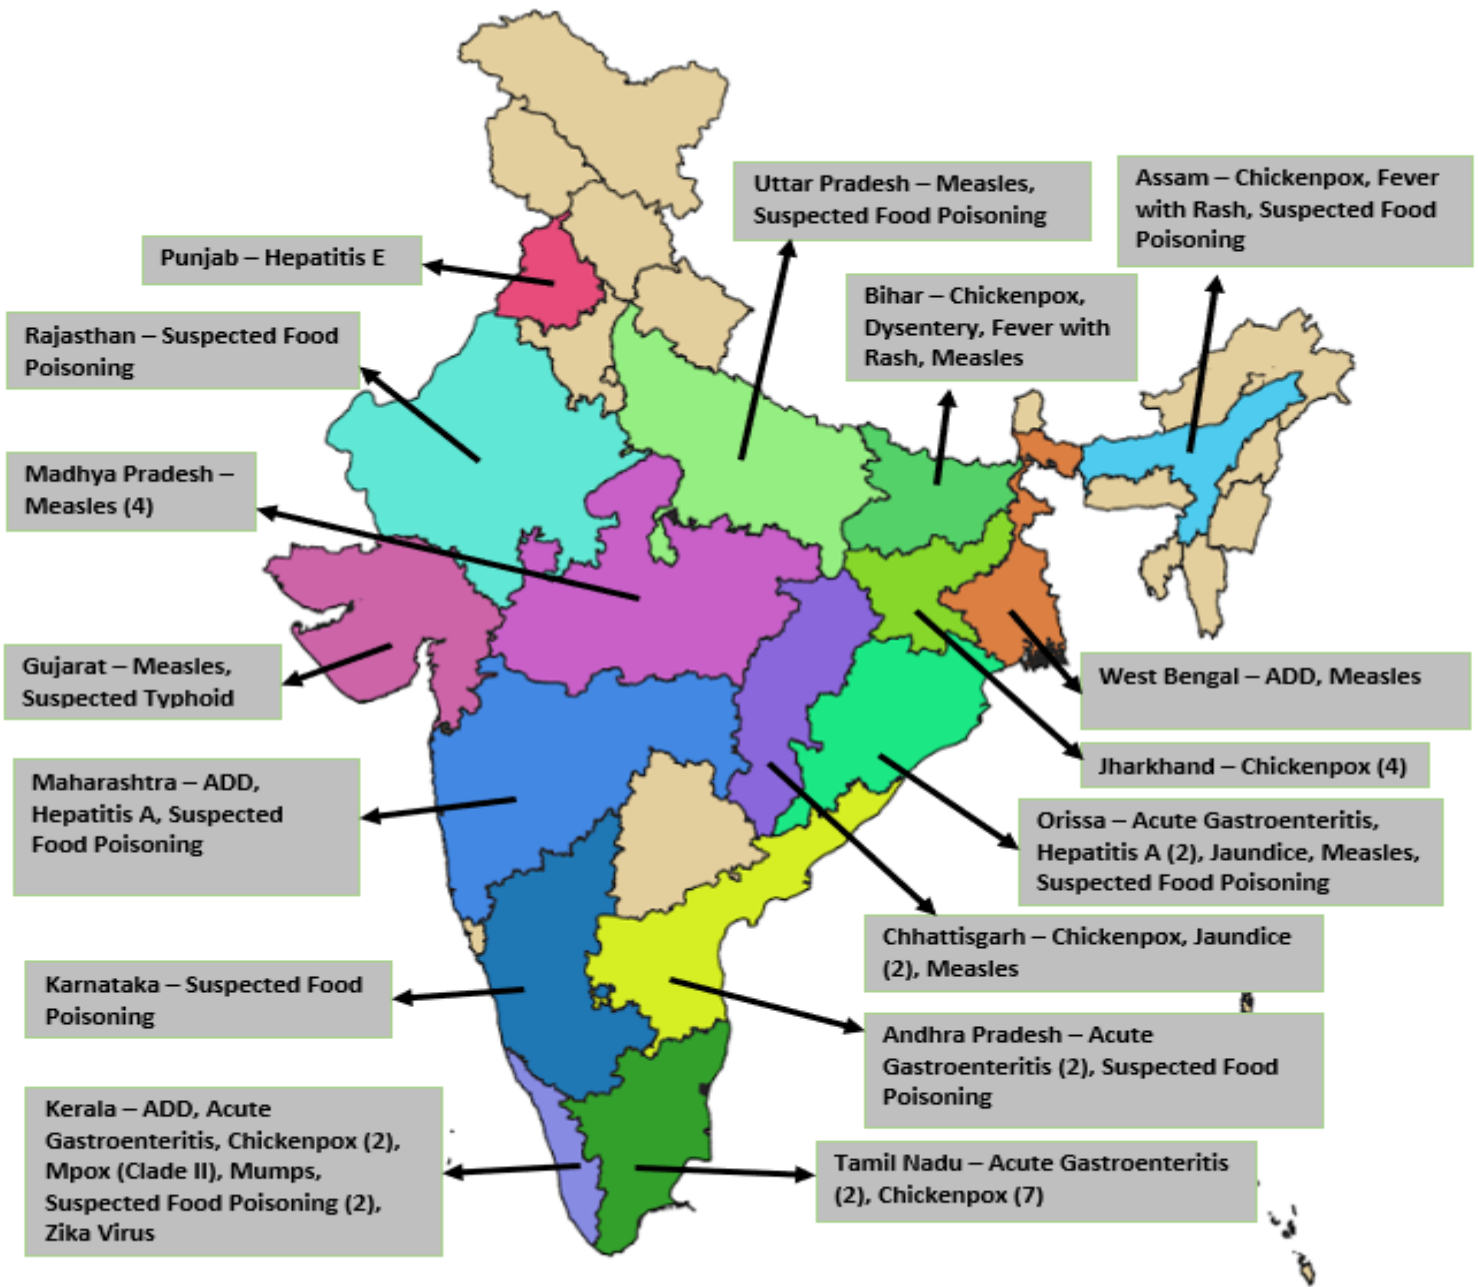 Uttar Pradesh – Measles,
Suspected Food Poisoning
Assam – Chickenpox, Fever
with Rash, Suspected Food
Poisoning
Punjab – Hepatitis E
Bihar – Chickenpox,
Dysentery, Fever with
Rash, Measles
Rajasthan – Suspected Food
Poisoning
Madhya Pradesh –
Measles (4)
Gujarat – Measles,
Suspected Typhoid
West Bengal – ADD, Measles
Jharkhand – Chickenpox (4)
Maharashtra – ADD,
Hepatitis A, Suspected
Food Poisoning
Orissa – Acute Gastroenteritis,
Hepatitis A (2), Jaundice, Measles,
Suspected Food Poisoning
Chhattisgarh – Chickenpox, Jaundice
(2), Measles
Karnataka – Suspected Food
Poisoning
Andhra Pradesh – Acute
Gastroenteritis (2), Suspected Food
Poisoning
Kerala – ADD, Acute
Gastroenteritis, Chickenpox (2),
Mpox (Clade II), Mumps,
Suspected Food Poisoning (2),
Zika Virus
Tamil Nadu – Acute Gastroenteritis
(2), Chickenpox (7)